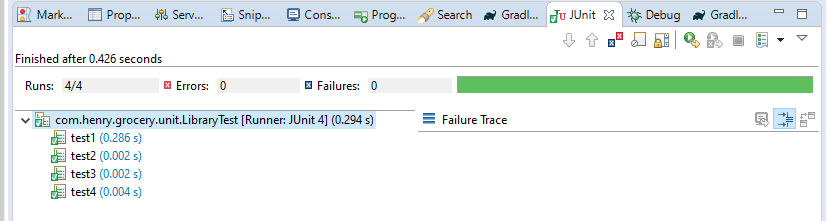 Mark... Prop... Serv... Snip... Cons... Prog... Search Gradl... JUnit Debug Gradl...
Finished after 0.426 seconds
Runs: 4/4 Errors: 0 Failures: 0
com.henry.grocery.unit.LibraryTest [Runner: JUnit 4] (0.294 s)
Failure Trace
test1 (0.286 s)
test2 (0.002 s)
test3 (0.002 s)
test4 (0.004 s)